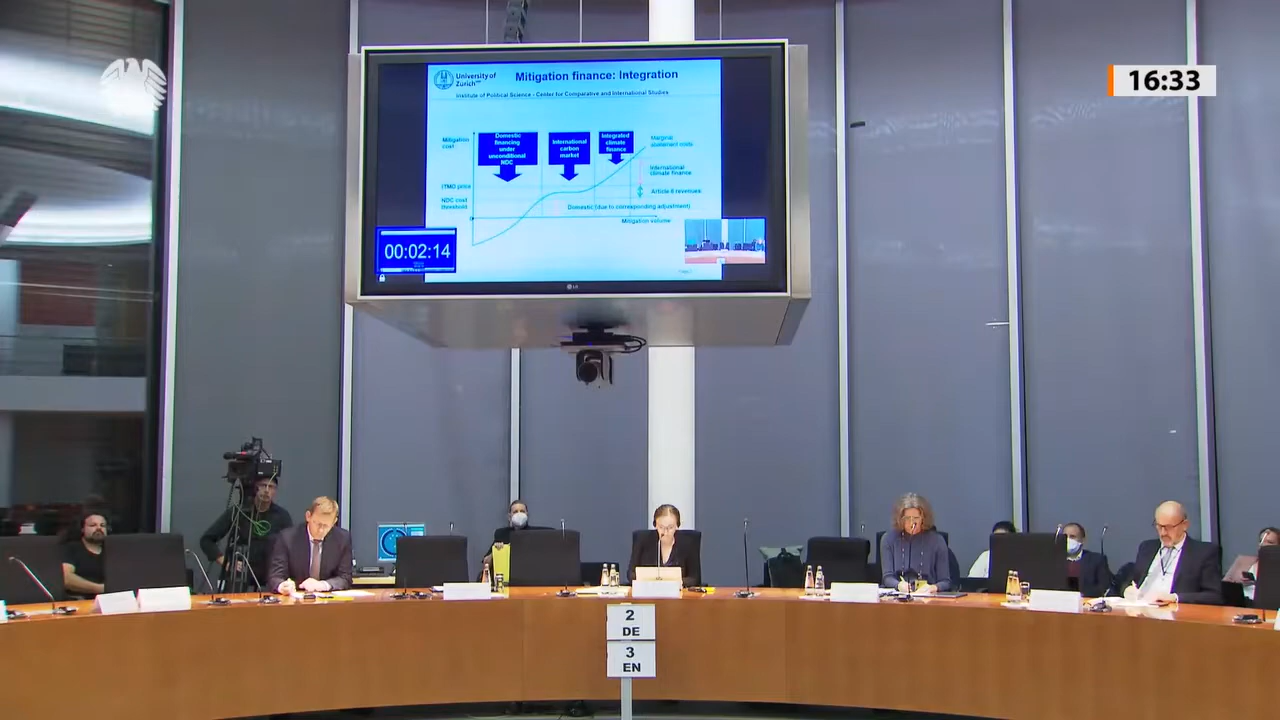 University of
Zurich
Mitigation finance: Integration
Institute of Political Science - Center for Comparative and International Studies
Mitigation
cost
Domestic
financing
under
unconditional
NDC
International
carbon
market
Integrated
climate
finance
Marginal
abatement costs
International
climate finance
ITMO price
Article 6 revenues
NDC cost
threshold
Domestic (due to corresponding adjustment)
Mitigation volume
00:02:14
LG
16:33
2
DE
3
EN